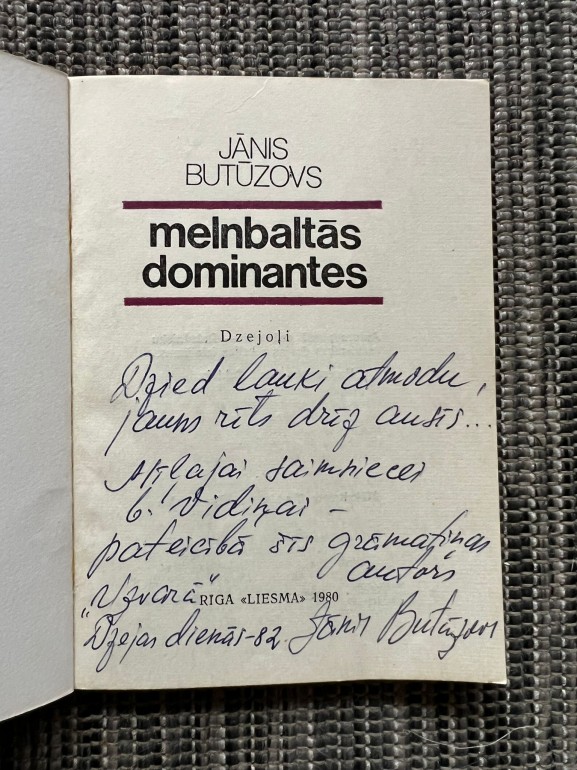 JĀNIS
BUTŪZOVS
melnbaltās
dominantes
Dzejoļi
Dzied lauki atmodu,
jauns rīts drīz ausīs...
Mīļajai saimniecei
b. Vidiņai –
pateicībā šīs grāmatiņas
autors
„Uzvarā”
RIGA «LIESMA» 1980
Dzejas dienās-82 Jānis Butūzovs